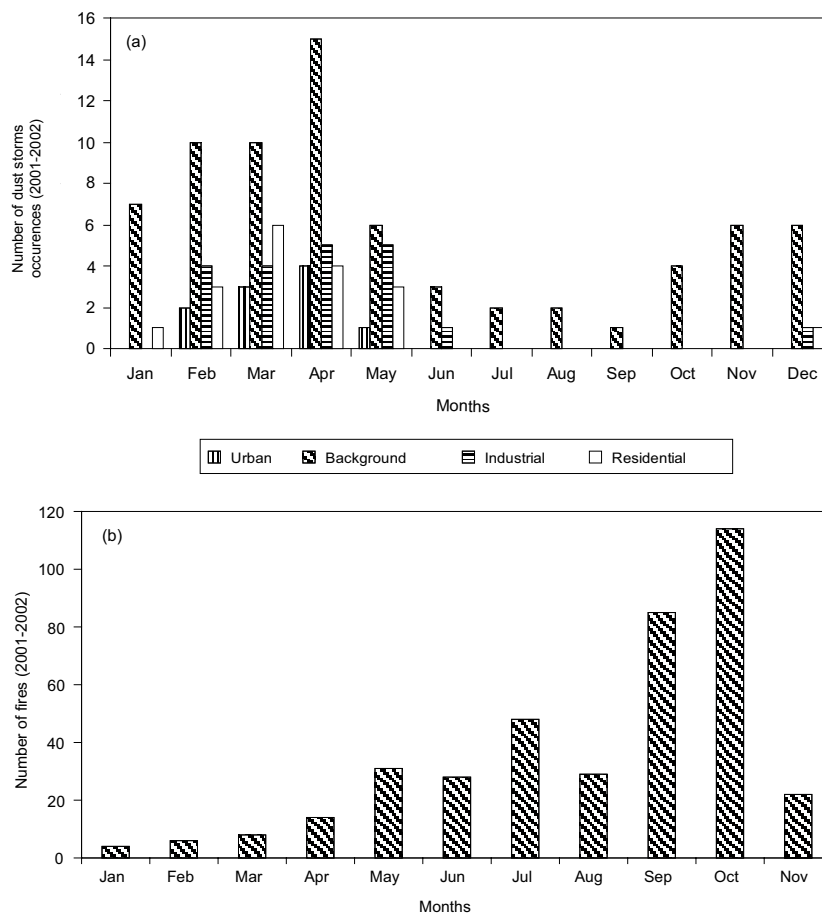 (a)
Number of dust storms
occurences (2001-2002)
16
14
12
10
8
6
4
2
0
Jan Feb Mar Apr May Jun Jul Aug Sep Oct Nov Dec
Months
Urban Background Industrial Residential
(b)
Number of fires (2001-2002)
120
100
80
60
40
20
0
Jan Feb Mar Apr May Jun Jul Aug Sep Oct Nov
Months